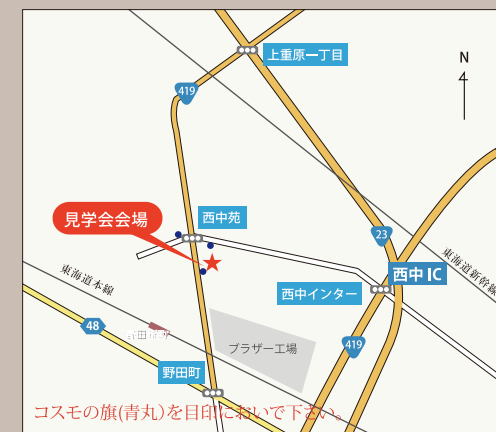 上重原一丁目
N
419
西中苑
見学会会場
23
西中 IC
東海道新幹線
東海道本線
西中インター
48
419
ブラザー工場
野田町
コスモの旗(青丸)を目印においで下さい。